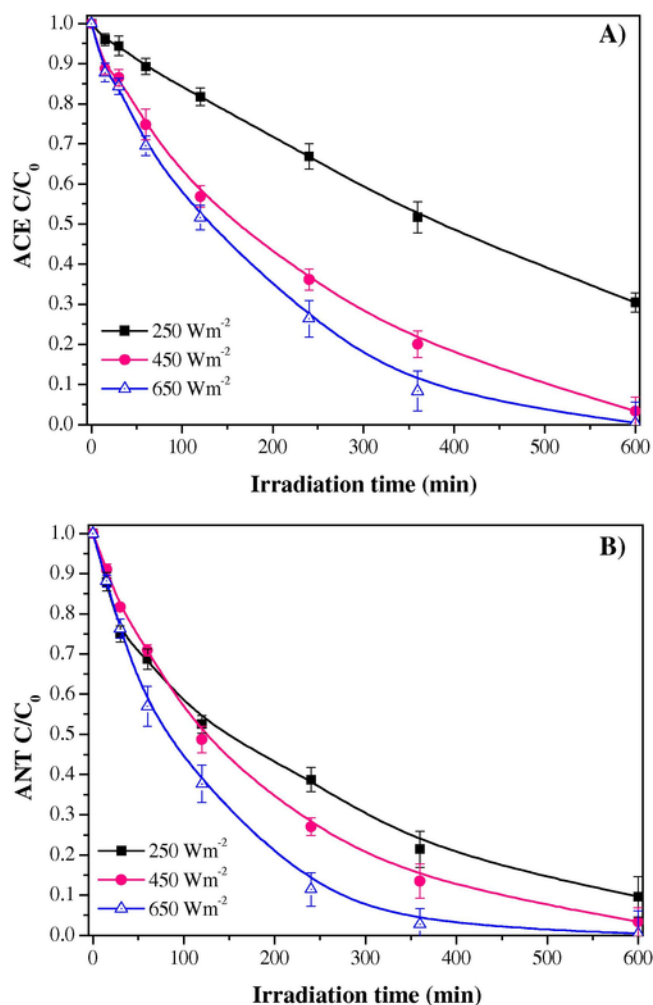 A)
1.0
0.9
0.8
0.7
0.6
0.5
0.4
0.3
0.2
0.1
0.0
ACE C/C₀
250 Wm⁻²
450 Wm⁻²
650 Wm⁻²
0 100 200 300 400 500 600
Irradiation time (min)
B)
1.0
0.9
0.8
0.7
0.6
0.5
0.4
0.3
0.2
0.1
0.0
ANT C/C₀
250 Wm⁻²
450 Wm⁻²
650 Wm⁻²
0 100 200 300 400 500 600
Irradiation time (min)